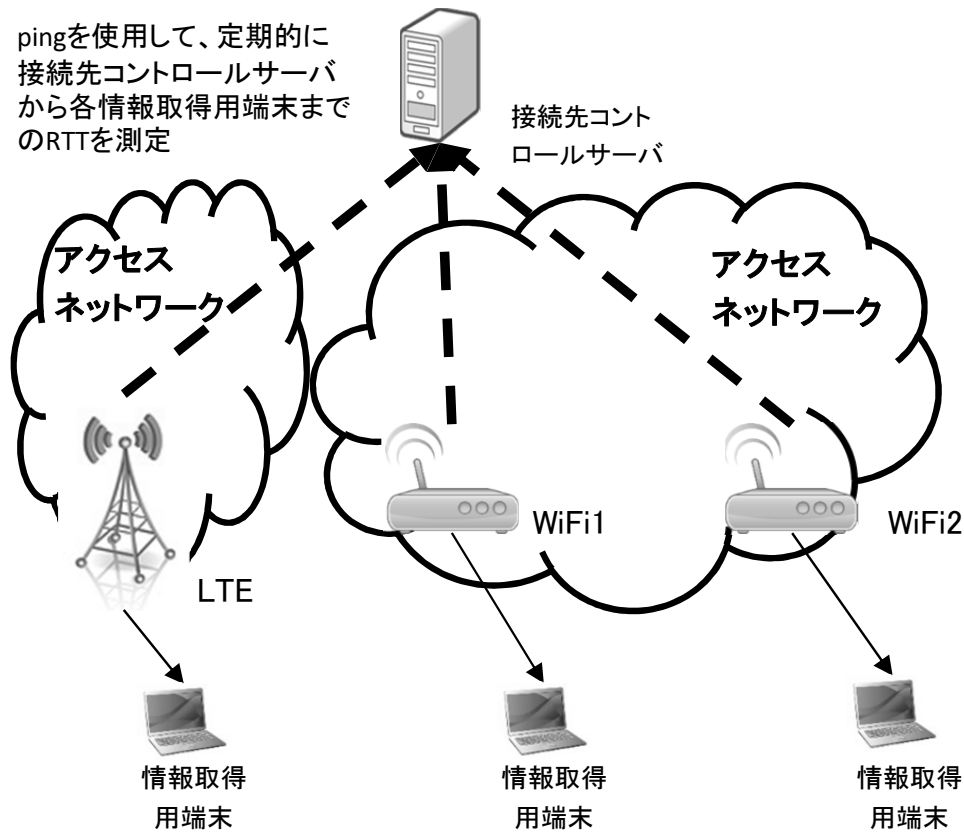 pingを使用して、定期的に
接続先コントロールサーバ
から各情報取得用端末まで
のRTTを測定
接続先コント
ロールサーバ
アクセス
ネットワーク
アクセス
ネットワーク
WiFi1
WiFi2
LTE
情報取得
用端末
情報取得
用端末
情報取得
用端末